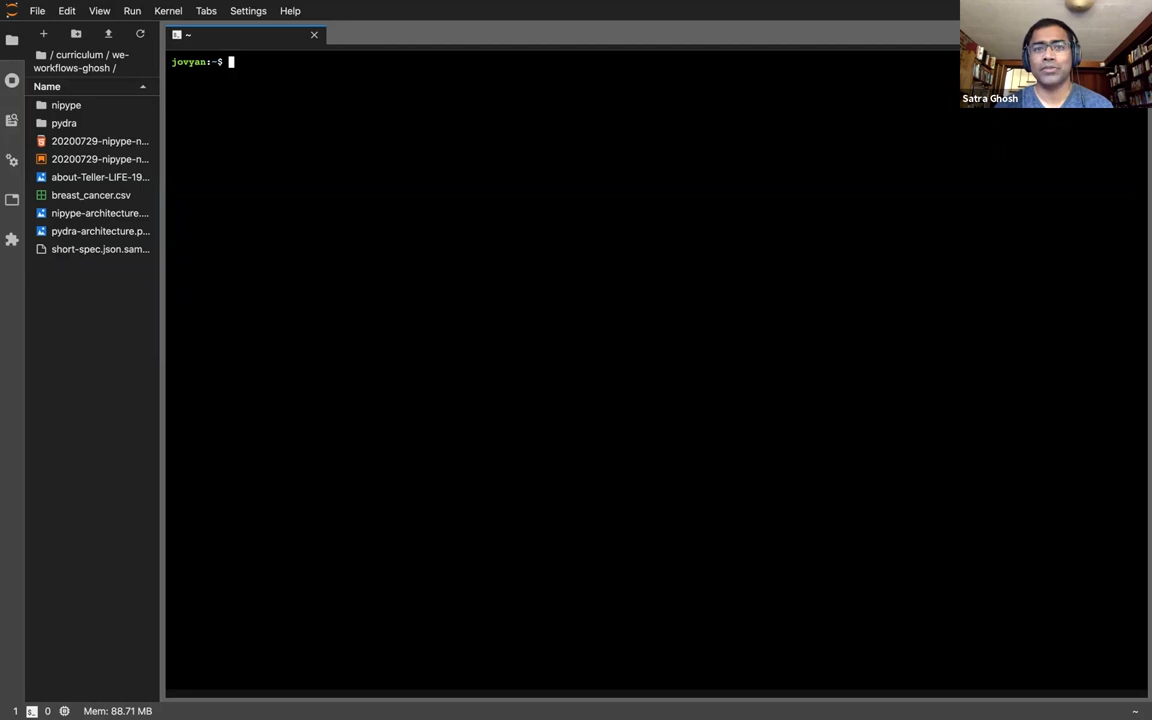 File Edit View Run Kernel Tabs Settings Help
/ curriculum / we-
workflows-ghosh /
Name
nipype
pydra
20200729-nipype-n...
20200729-nipype-n...
about-Teller-LIFE-19...
breast_cancer.csv
nipype-architecture....
pydra-architecture.p...
short-spec.json.sam...
~
jovyan:~$
Satra Ghosh
1 $_ 0 Mem: 88.71 MB
~